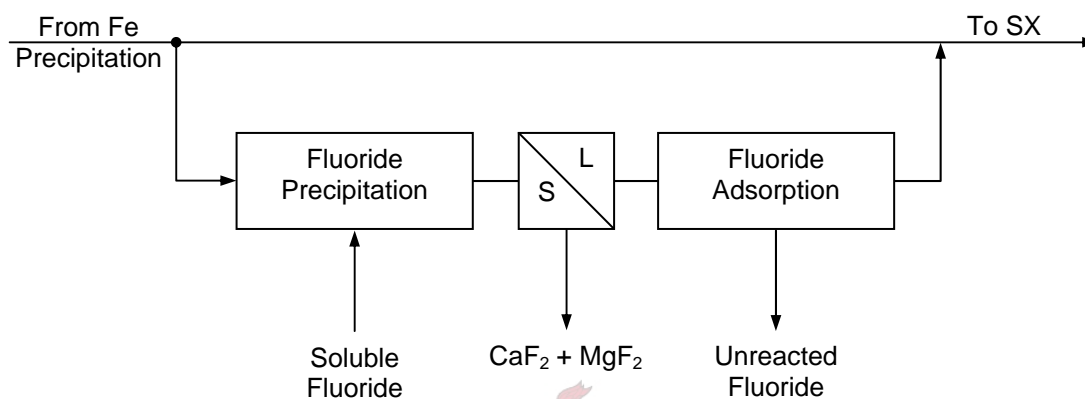 From Fe
Precipitation
To SX
Fluoride
Precipitation
L
S
Fluoride
Adsorption
Soluble
Fluoride
CaF₂ + MgF₂
Unreacted
Fluoride